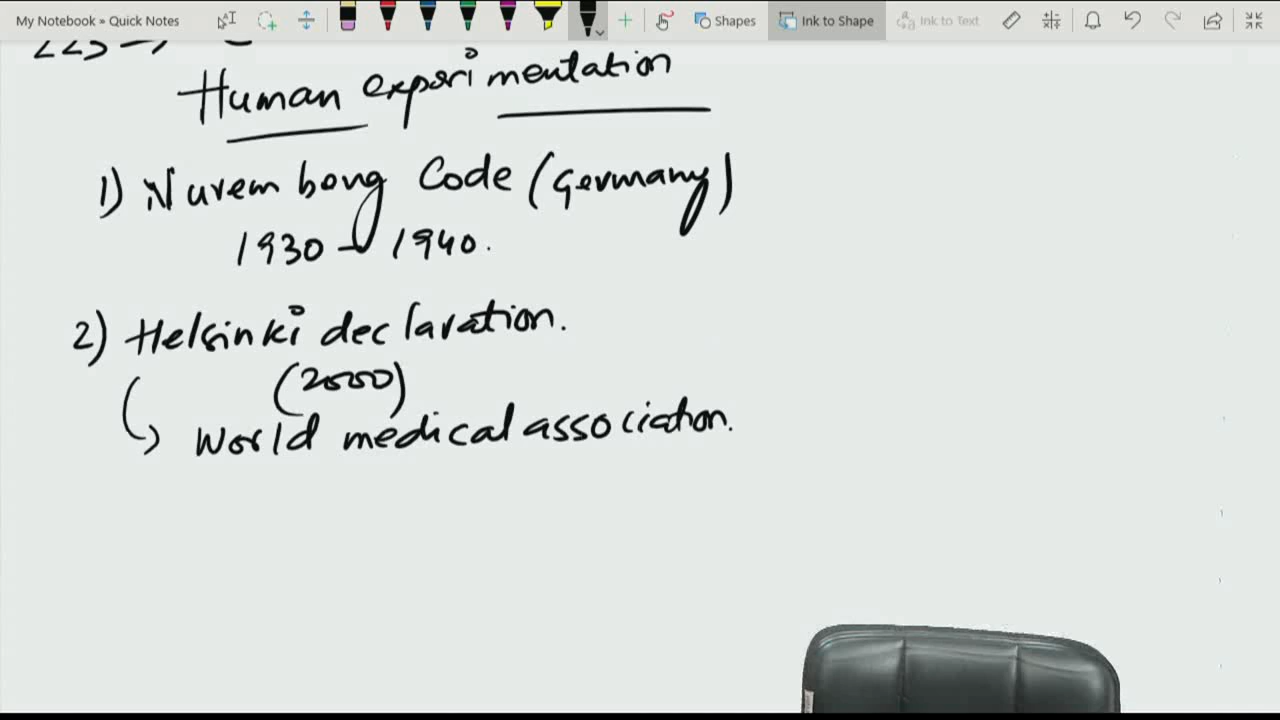 My Notebook » Quick Notes
Shapes
Ink to Shape
Ink to Text
Human experimentation
1) Nurem bong Code (Germany)
1930 - 1940.
2) Helsinki declaration.
(2000)
World medical association.